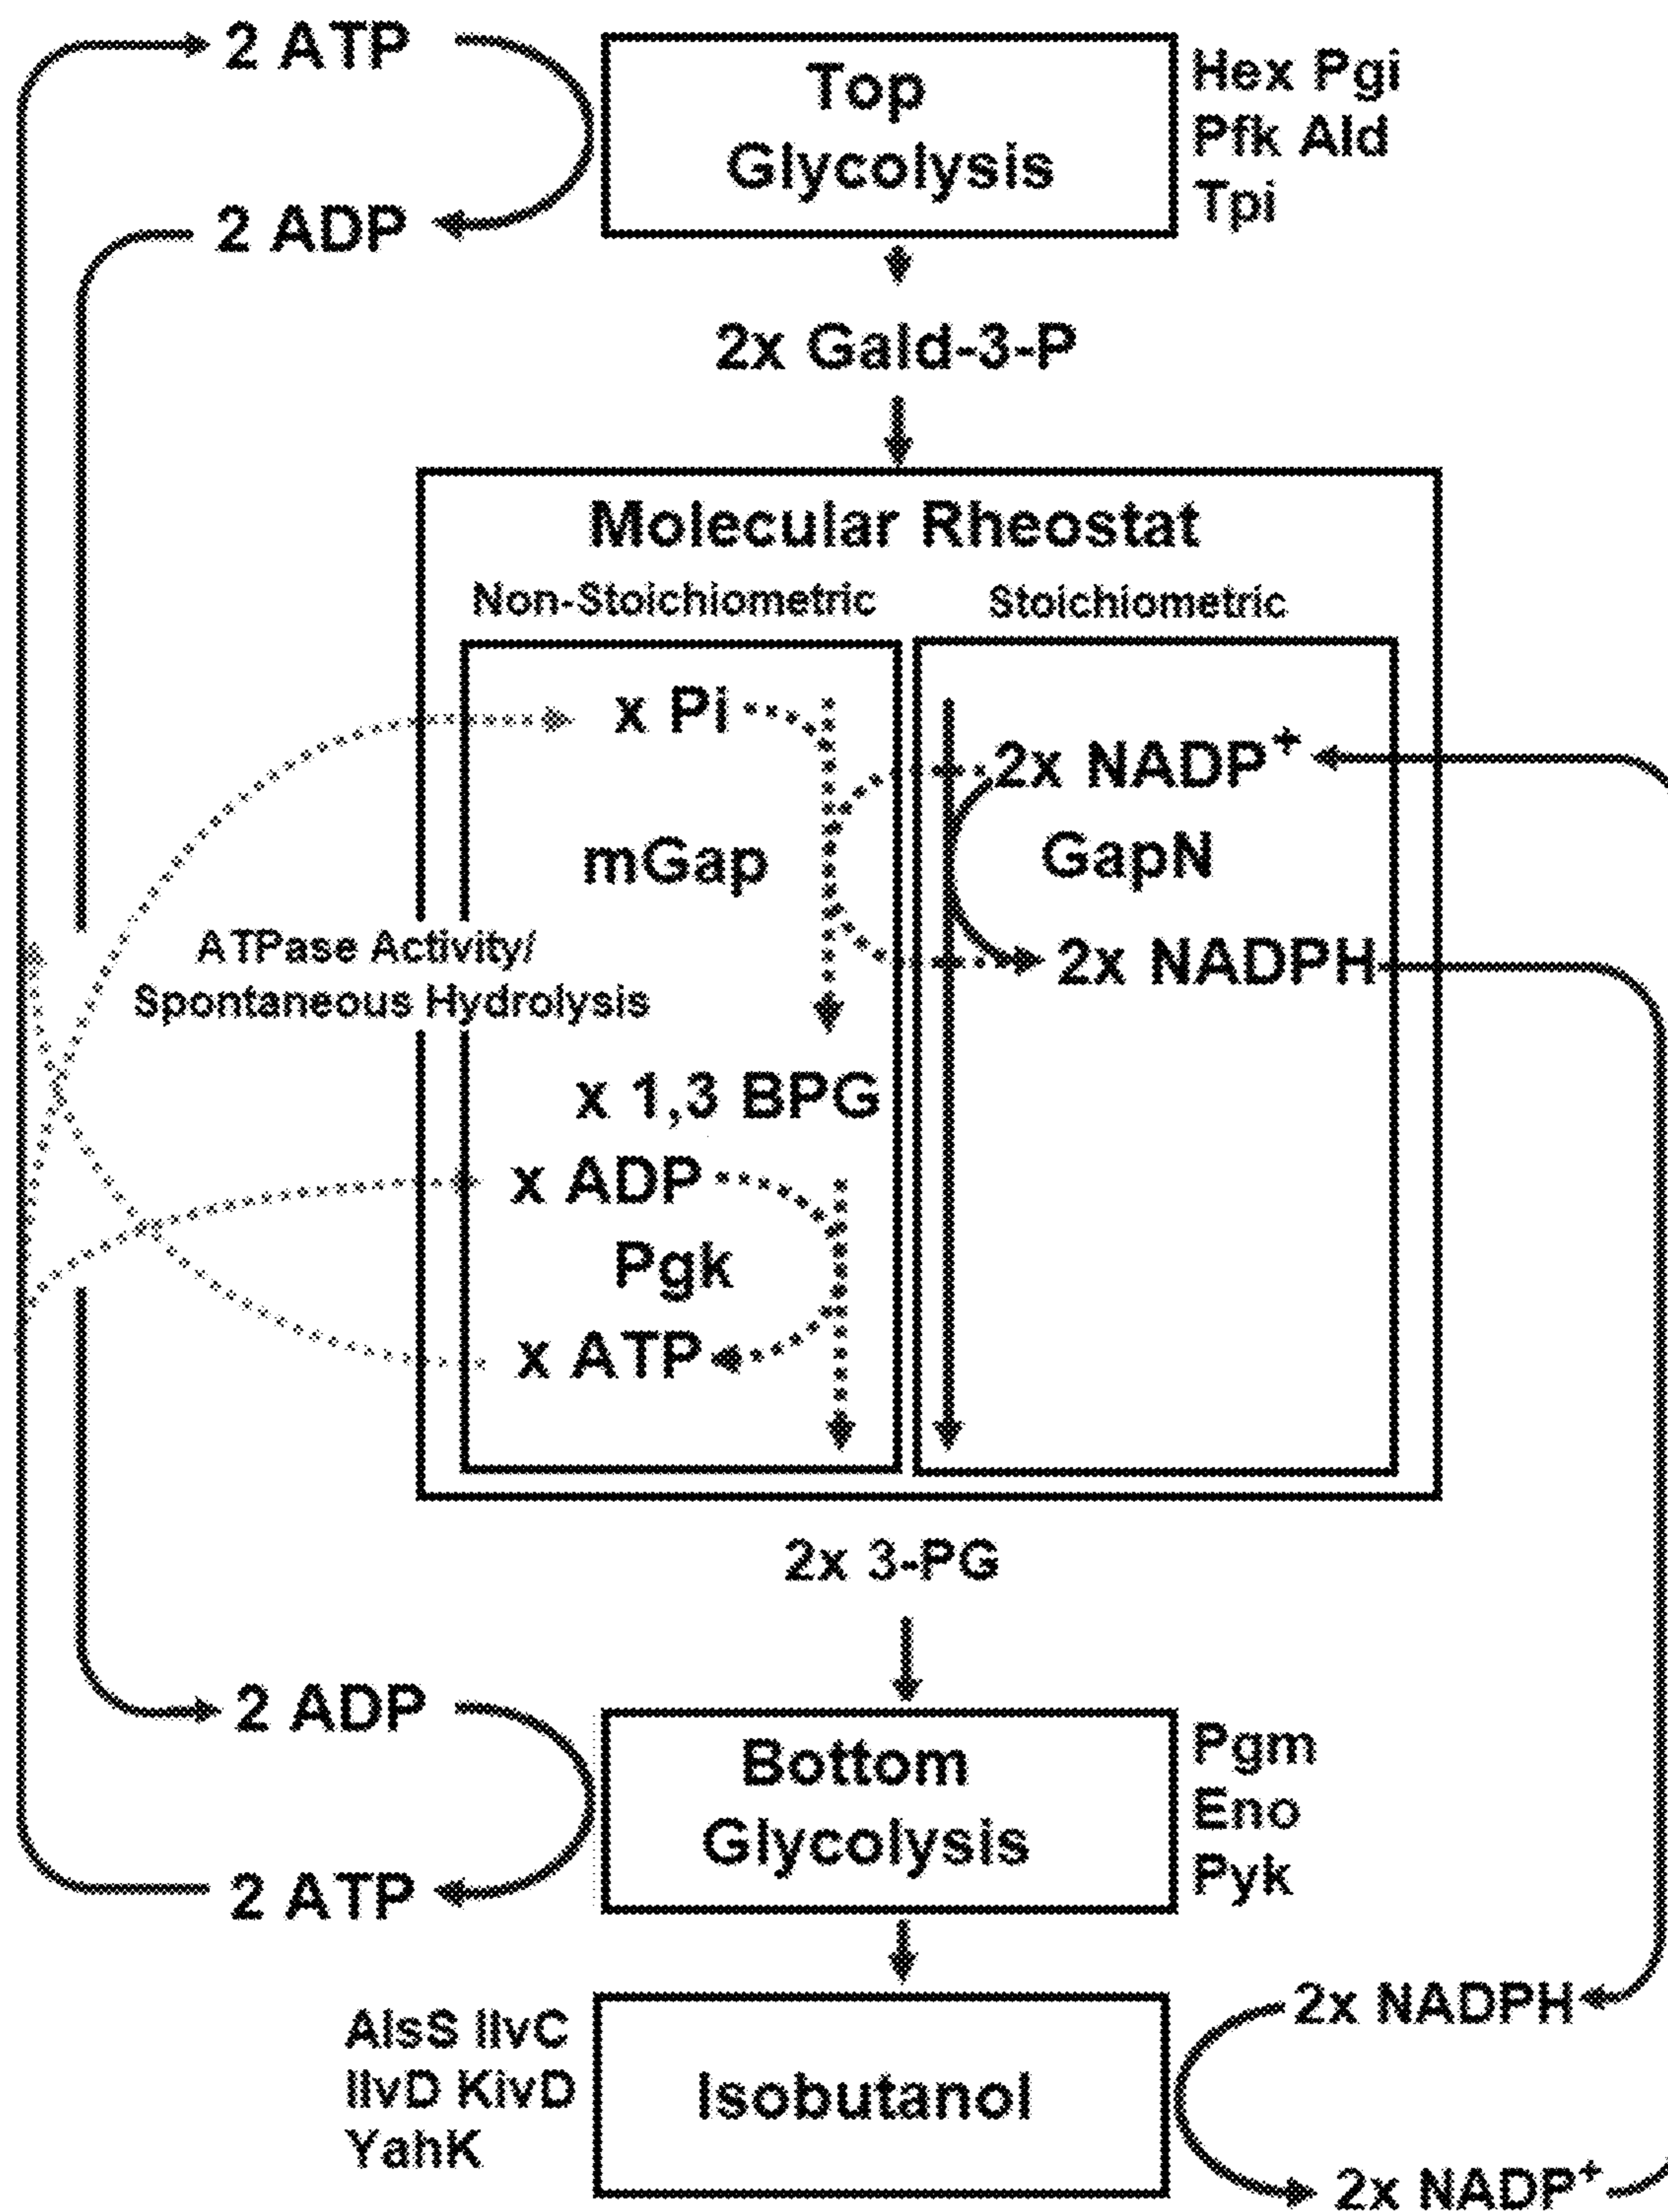 2 ATP
Top
Glycolysis
Hex Pgi
Pfk Ald
Tpi
2 ADP
2x Gald-3-P
Molecular Rheostat
Non-Stoichiometric
Stoichiometric
x Pi
2x NADP+
mGap
GapN
2x NADPH
ATPase Activity/
Spontaneous Hydrolysis
x 1,3 BPG
x ADP
Pgk
x ATP
2x 3-PG
2 ADP
Bottom
Glycolysis
Pgm
Eno
Pyk
2 ATP
AlsS IlvC
IlvD KivD
YahK
Isobutanol
2x NADPH
2x NADP+